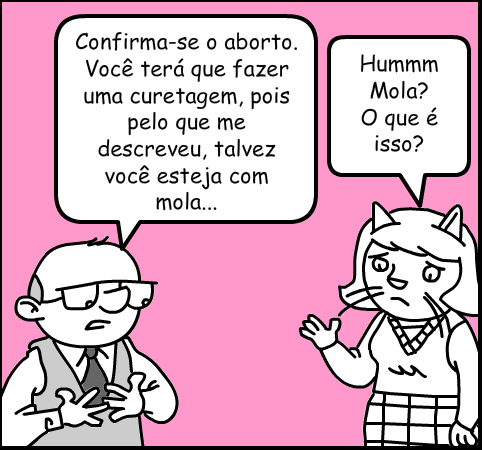 Confirma-se o aborto.
Você terá que fazer
uma curetagem, pois
pelo que me
descreveu, talvez
você esteja com
mola...
Hummm
Mola?
O que é
isso?